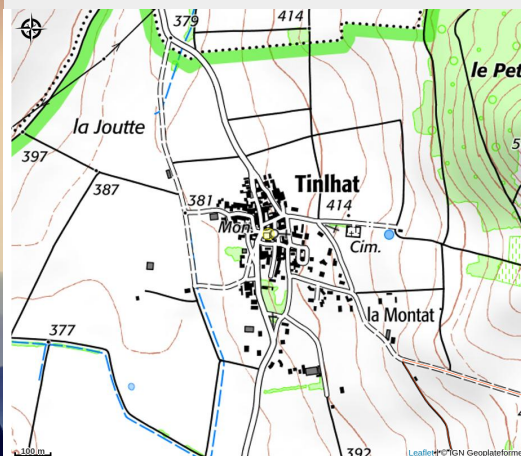 379
414
le Pet
la Joutte
397
387
381
Tinlhat
414
Mon.
Cim.
la Montat
377
392
100 m
Leaflet | © IGN Geoplateforme